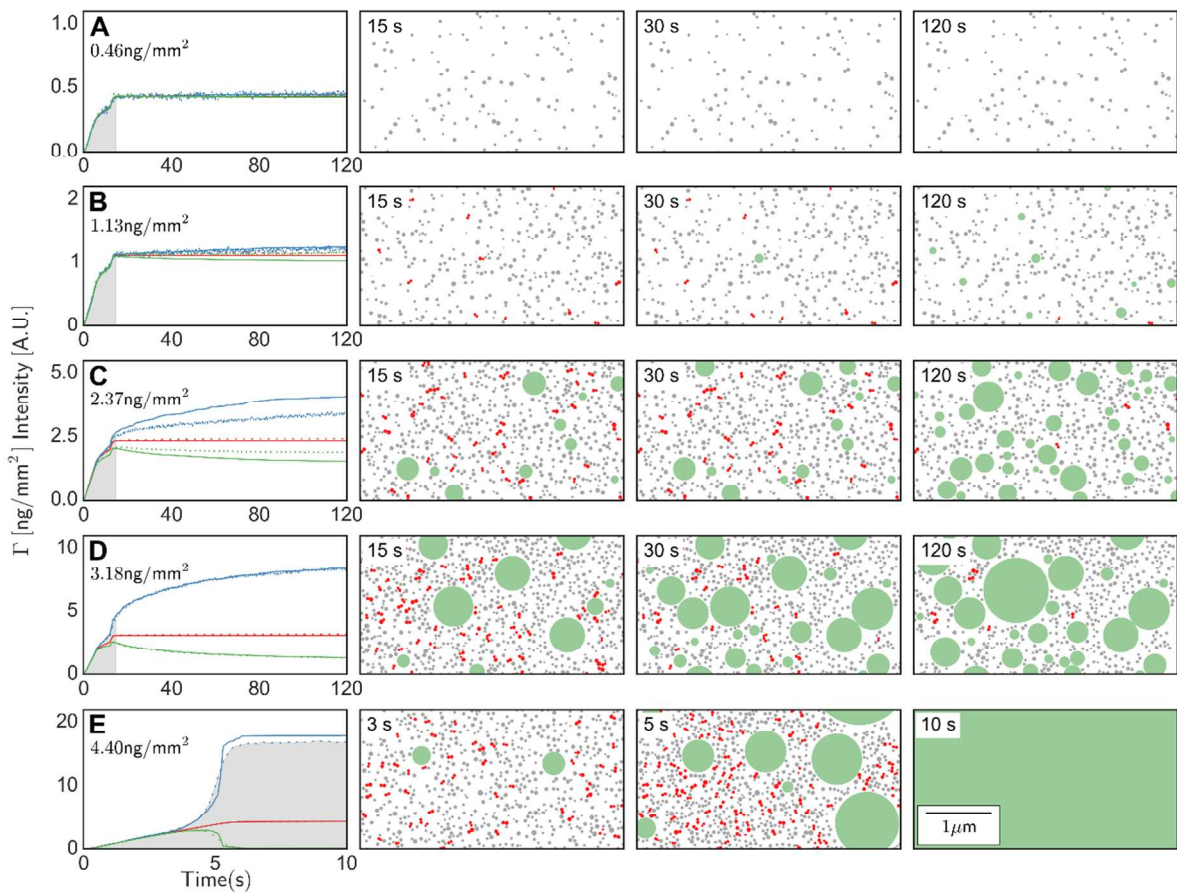 Γ [ng/mm²] Intensity [A.U.]
A
0.46ng/mm²
1.0
0.5
0.0
0 40 80 120
15 s
30 s
120 s
B
1.13ng/mm²
2
1
0
0 40 80 120
15 s
30 s
120 s
C
2.37ng/mm²
5.0
2.5
0.0
0 40 80 120
15 s
30 s
120 s
D
3.18ng/mm²
10
5
0
0 40 80 120
15 s
30 s
120 s
E
4.40ng/mm²
20
10
0
0 5 10
Time(s)
3 s
5 s
10 s
1μm